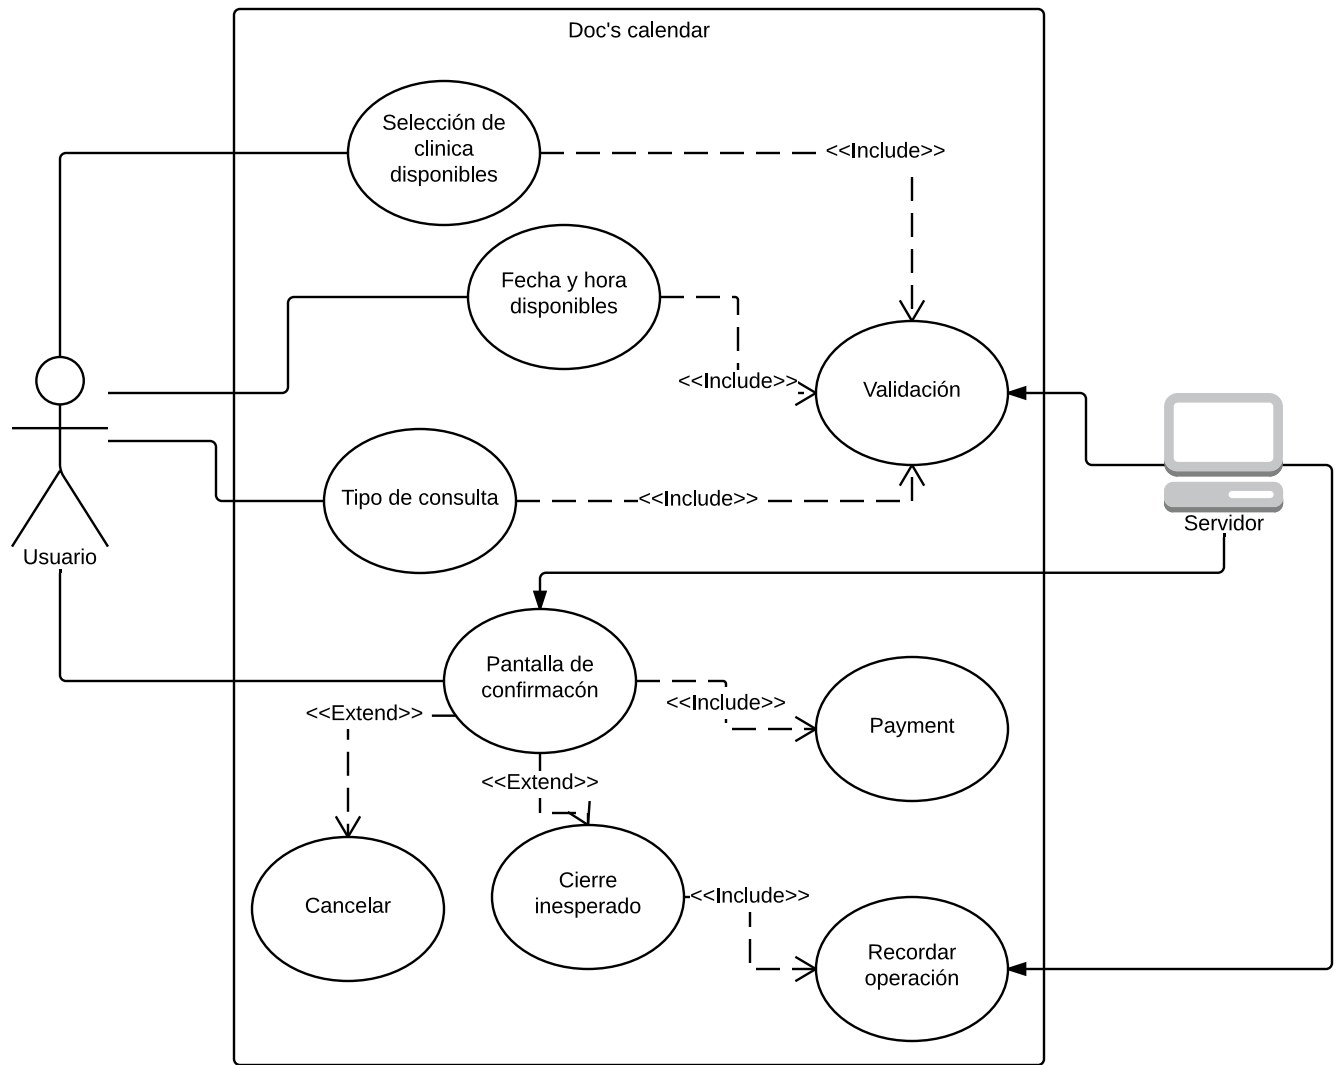 Doc's calendar
Selección de
clinica
disponibles
<<Include>>
Fecha y hora
disponibles
<<Include>>
Validación
Tipo de consulta
<<Include>>
Servidor
Usuario
Pantalla de
confirmacón
<<Include>>
<<Extend>>
Payment
<<Extend>>
Cancelar
Cierre
inesperado
<<Include>>
Recordar
operación